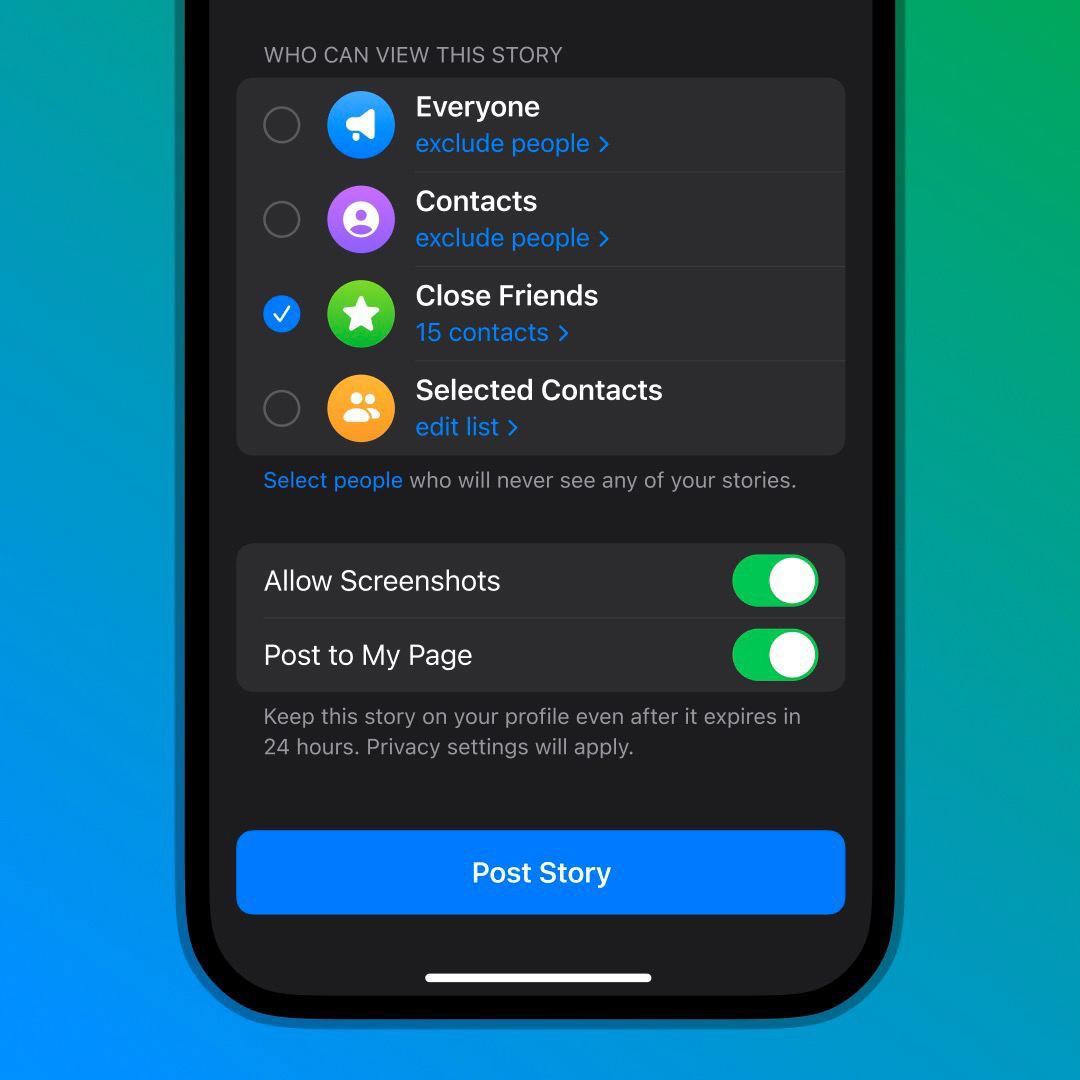 WHO CAN VIEW THIS STORY
Everyone
exclude people >
Contacts
exclude people >
Close Friends
15 contacts >
Selected Contacts
edit list >
Select people who will never see any of your stories.
Allow Screenshots
Post to My Page
Keep this story on your profile even after it expires in
24 hours. Privacy settings will apply.
Post Story